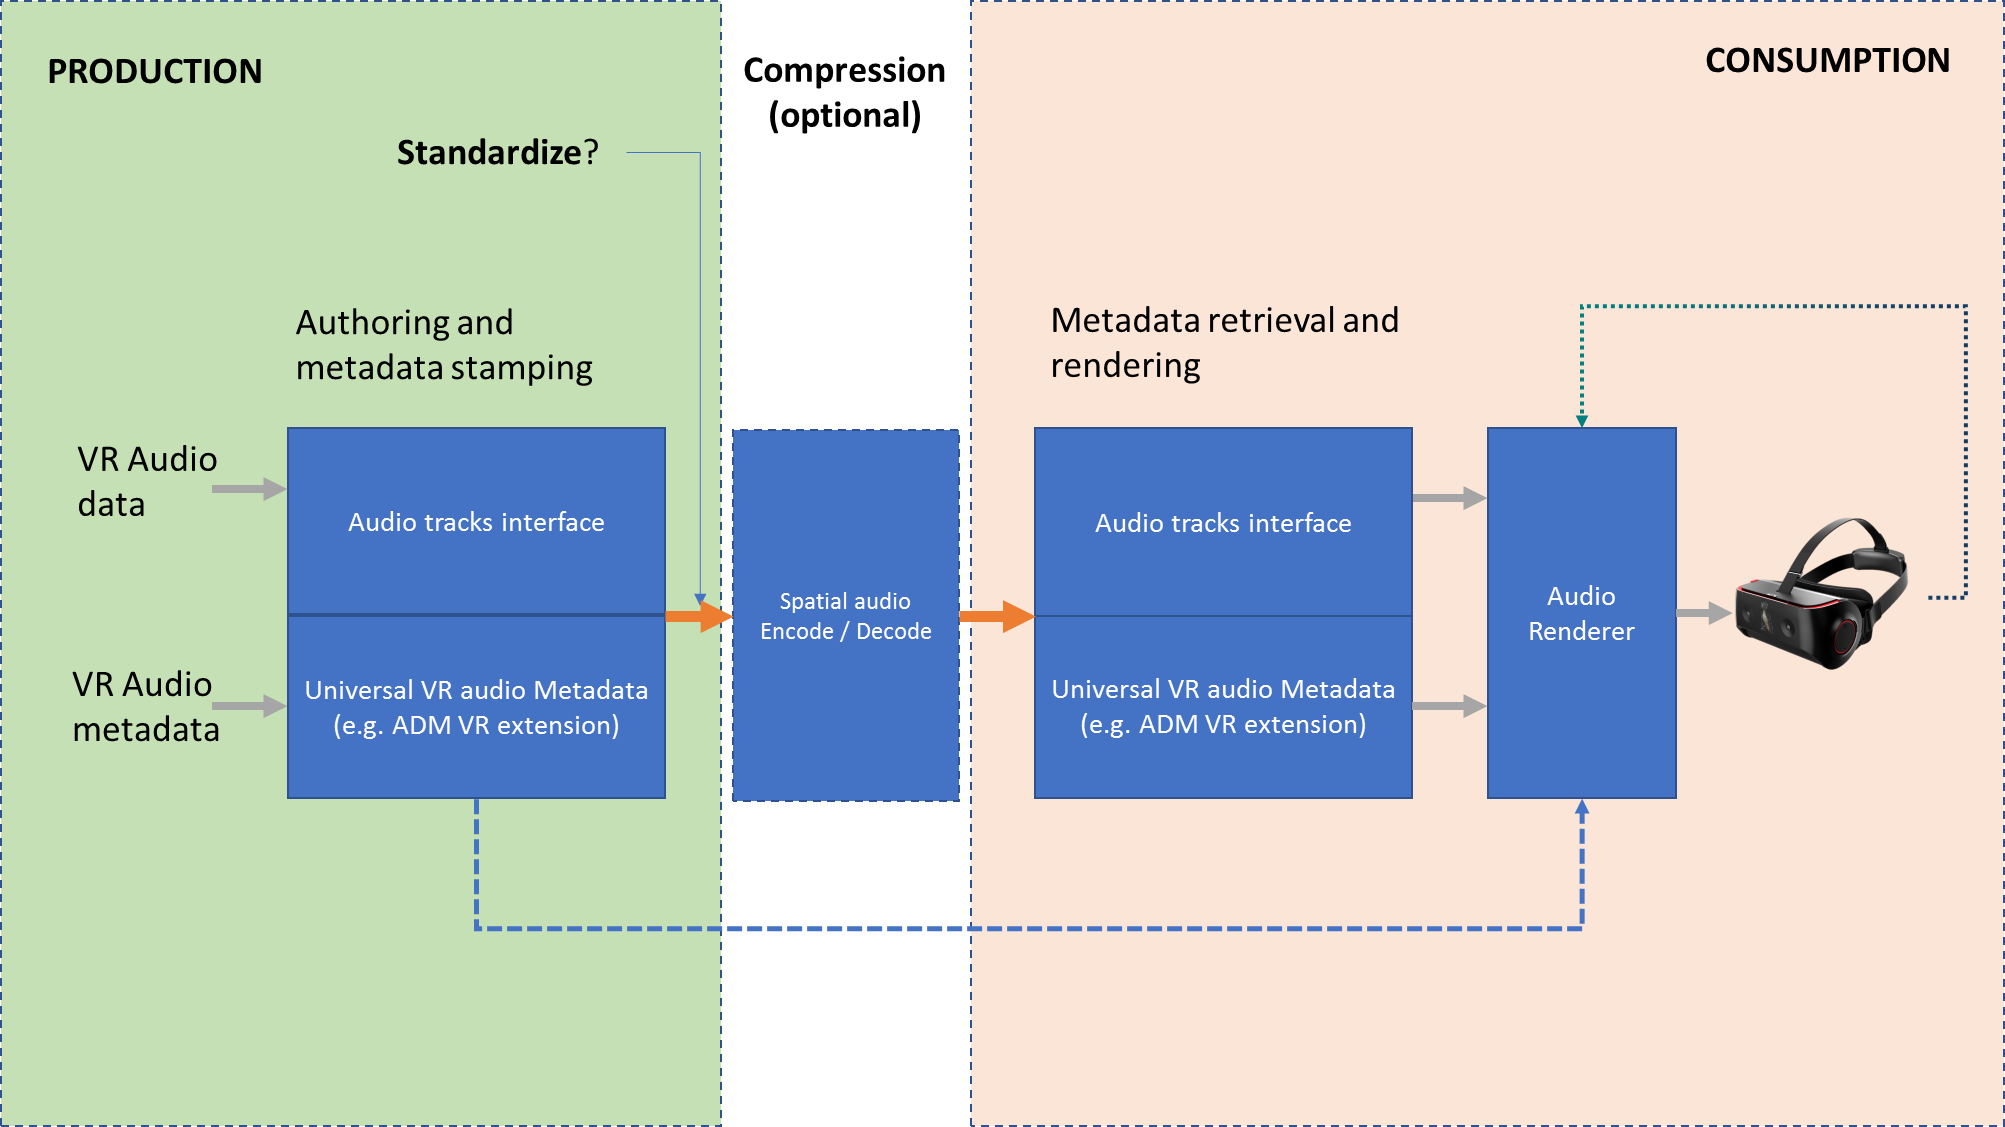 PRODUCTION
Compression
(optional)
CONSUMPTION
Standardize?
Authoring and
metadata stamping
Metadata retrieval and
rendering
VR Audio
data
Audio tracks interface
VR Audio
metadata
Universal VR audio Metadata
(e.g. ADM VR extension)
Spatial audio
Encode / Decode
Audio tracks interface
Universal VR audio Metadata
(e.g. ADM VR extension)
Audio
Renderer